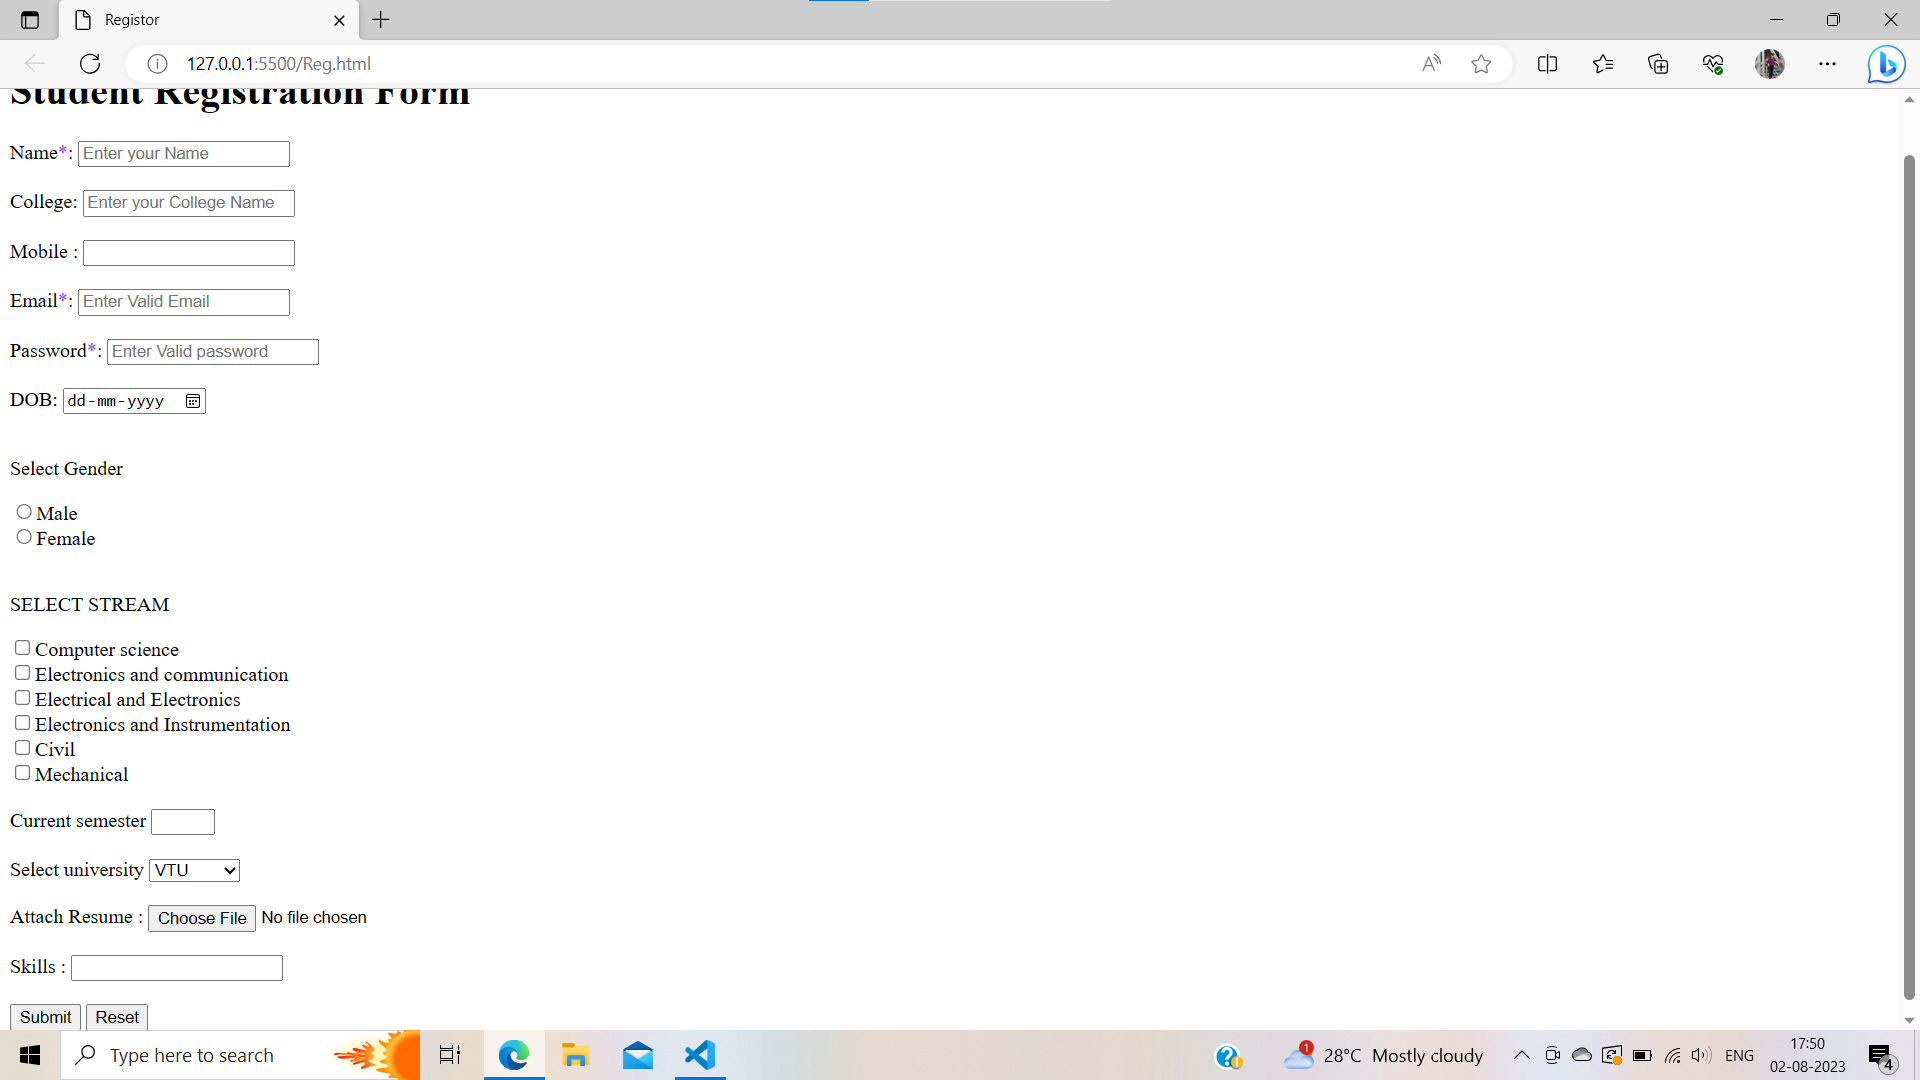 Registor
127.0.0.1:5500/Reg.html
Student Registration Form
Name*: Enter your Name
College: Enter your College Name
Mobile :
Email*: Enter Valid Email
Password*: Enter Valid password
DOB: dd-mm-yyyy
Select Gender
Male
Female
SELECT STREAM
Computer science
Electronics and communication
Electrical and Electronics
Electronics and Instrumentation
Civil
Mechanical
Current semester
Select university VTU
Attach Resume : Choose File No file chosen
Skills :
Submit Reset
Type here to search
1 28°C Mostly cloudy
ENG
17:50
02-08-2023
4